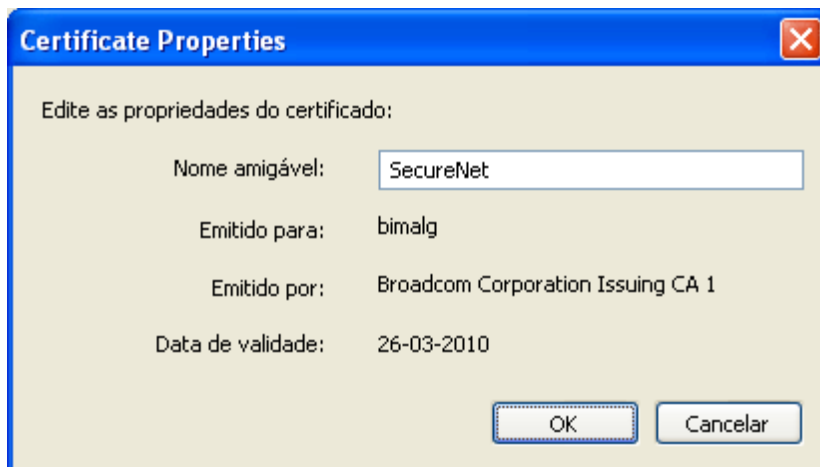 Certificate Properties
Edite as propriedades do certificado:
Nome amigável: SecureNet
Emitido para: bimalg
Emitido por: Broadcom Corporation Issuing CA 1
Data de validade: 26-03-2010
OK Cancelar